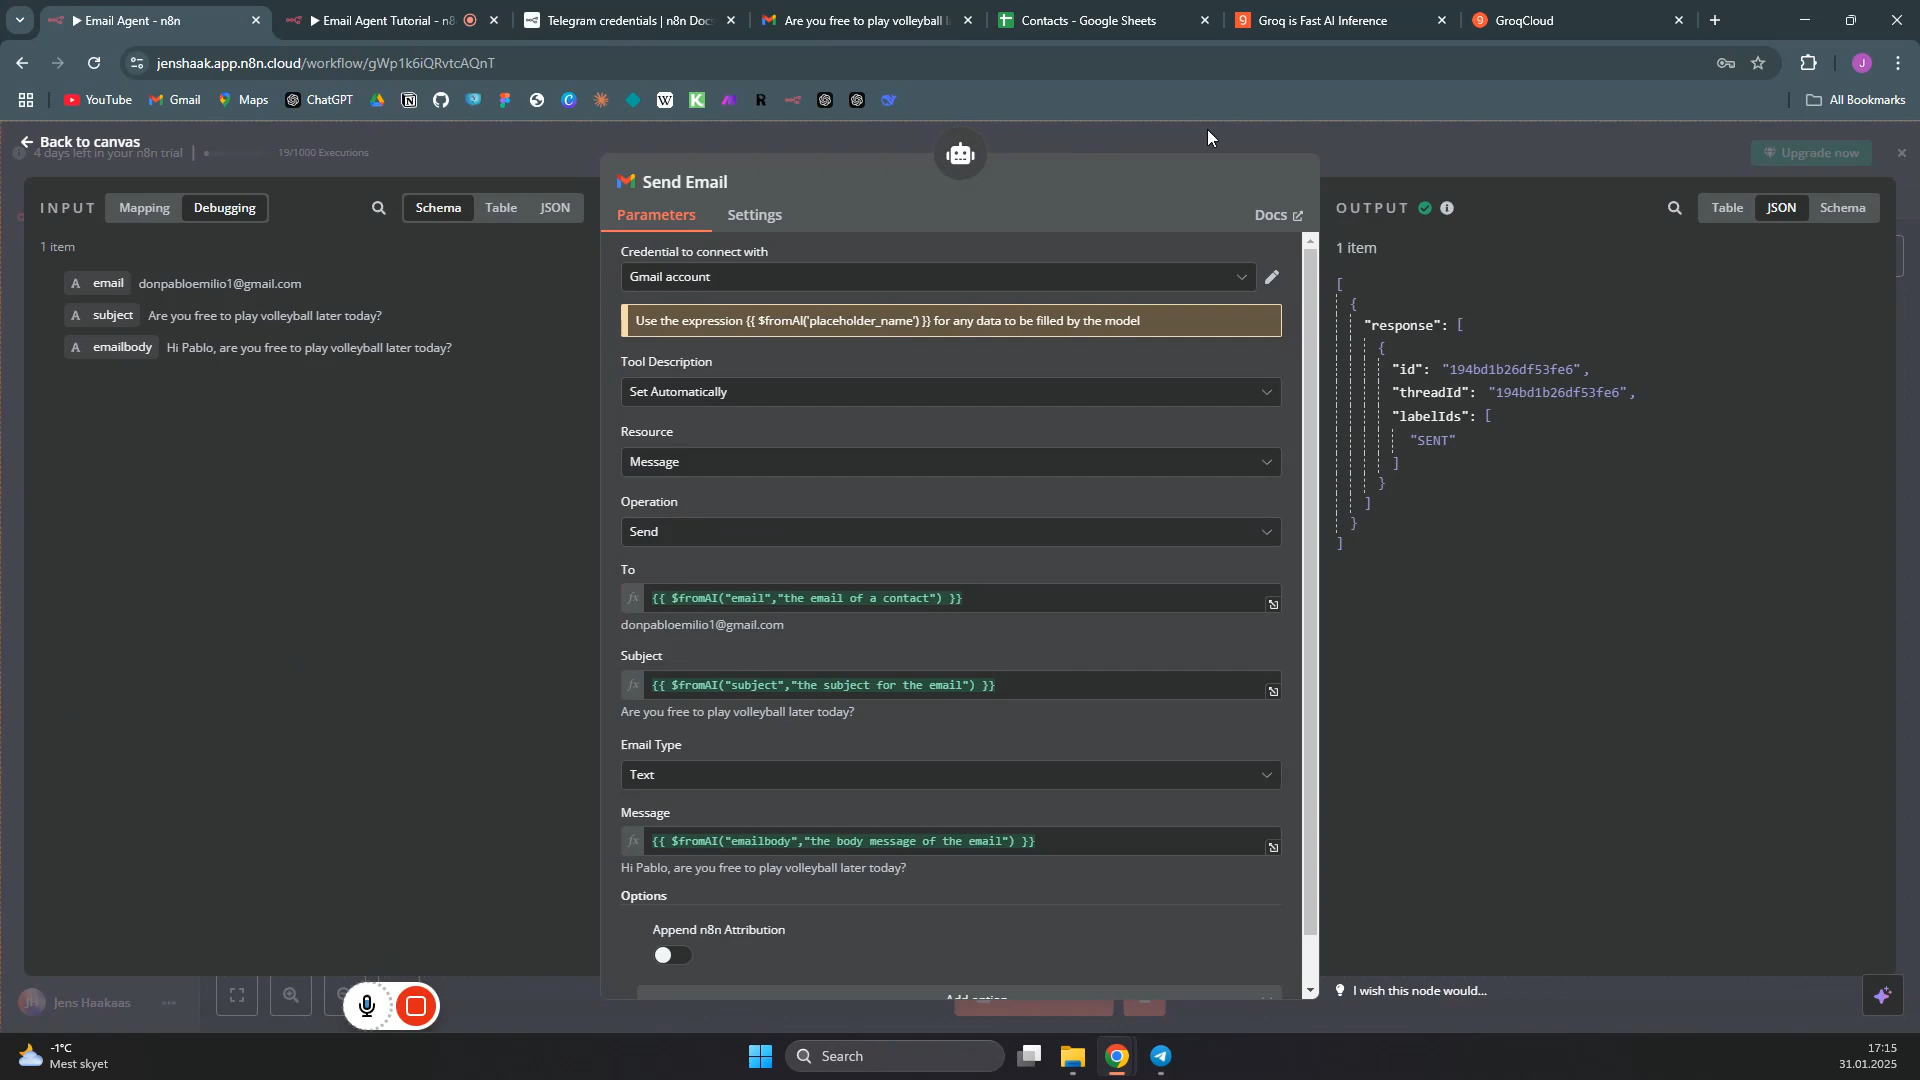 Email Agent - n8n
Email Agent Tutorial - n8
Telegram credentials | n8n Doc
Are you free to play volleyball l
Contacts - Google Sheets
Groq is Fast AI Inference
GroqCloud
jenshaak.app.n8n.cloud/workflow/gWp1k6iQRvtcAQnT
YouTube
Gmail
Maps
ChatGPT
All Bookmarks
Back to canvas
4 days left in your n8n trial
19/1000 Executions
Upgrade now
INPUT
Mapping
Debugging
Schema
Table
JSON
1 item
A email donpabloemilio1@gmail.com
A subject Are you free to play volleyball later today?
A emailbody Hi Pablo, are you free to play volleyball later today?
Send Email
Parameters
Settings
Docs
Credential to connect with
Gmail account
Use the expression {{ $fromAI('placeholder_name') }} for any data to be filled by the model
Tool Description
Set Automatically
Resource
Message
Operation
Send
To
fx {{ $fromAI("email","the email of a contact") }}
donpabloemilio1@gmail.com
Subject
fx {{ $fromAI("subject","the subject for the email") }}
Are you free to play volleyball later today?
Email Type
Text
Message
fx {{ $fromAI("emailbody","the body message of the email") }}
Hi Pablo, are you free to play volleyball later today?
Options
Append n8n Attribution
Add option
OUTPUT
Table
JSON
Schema
1 item
[
{
"response": [
{
"id": "194bd1b26df53fe6",
"threadId": "194bd1b26df53fe6",
"labelIds": [
"SENT"
]
}
]
}
]
I wish this node would...
JH Jens Haakaas
-1°C
Mest skyet
Search
17:15
31.01.2025